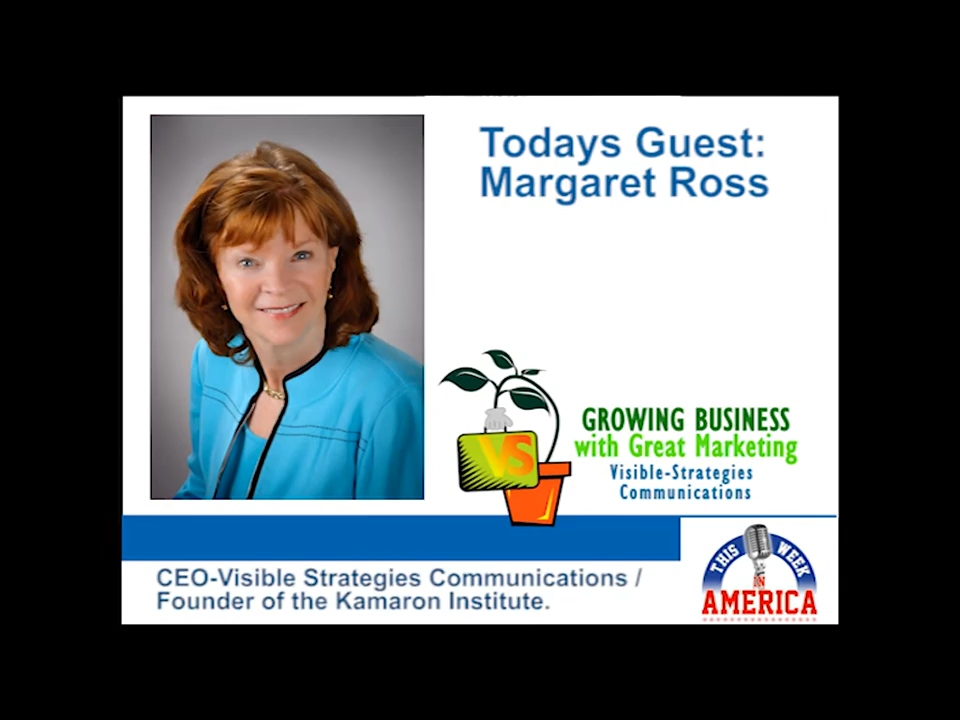 Todays Guest:
Margaret Ross
VS
GROWING BUSINESS
with Great Marketing
Visible-Strategies
Communications
THIS WEEK
IN
AMERICA
CEO-Visible Strategies Communications /
Founder of the Kamaron Institute.